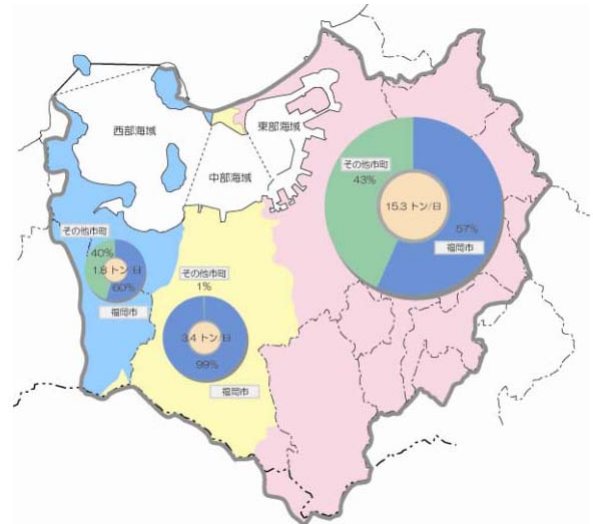 西部海域
東部海域
中部海域
その他市町
43%
15.3 トン/日
57%
福岡市
その他市町
40%
1.8 トン/日
60%
福岡市
その他市町
1%
3.4 トン/日
99%
福岡市